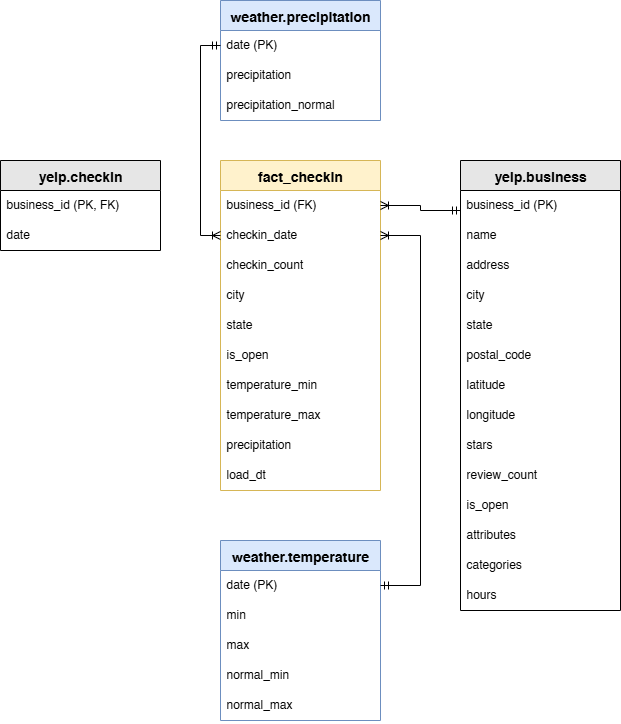 weather.precipitation
date (PK)
precipitation
precipitation_normal
yelp.checkin
business_id (PK, FK)
date
fact_checkin
business_id (FK)
checkin_date
checkin_count
city
state
is_open
temperature_min
temperature_max
precipitation
load_dt
yelp.business
business_id (PK)
name
address
city
state
postal_code
latitude
longitude
stars
review_count
is_open
attributes
categories
hours
weather.temperature
date (PK)
min
max
normal_min
normal_max